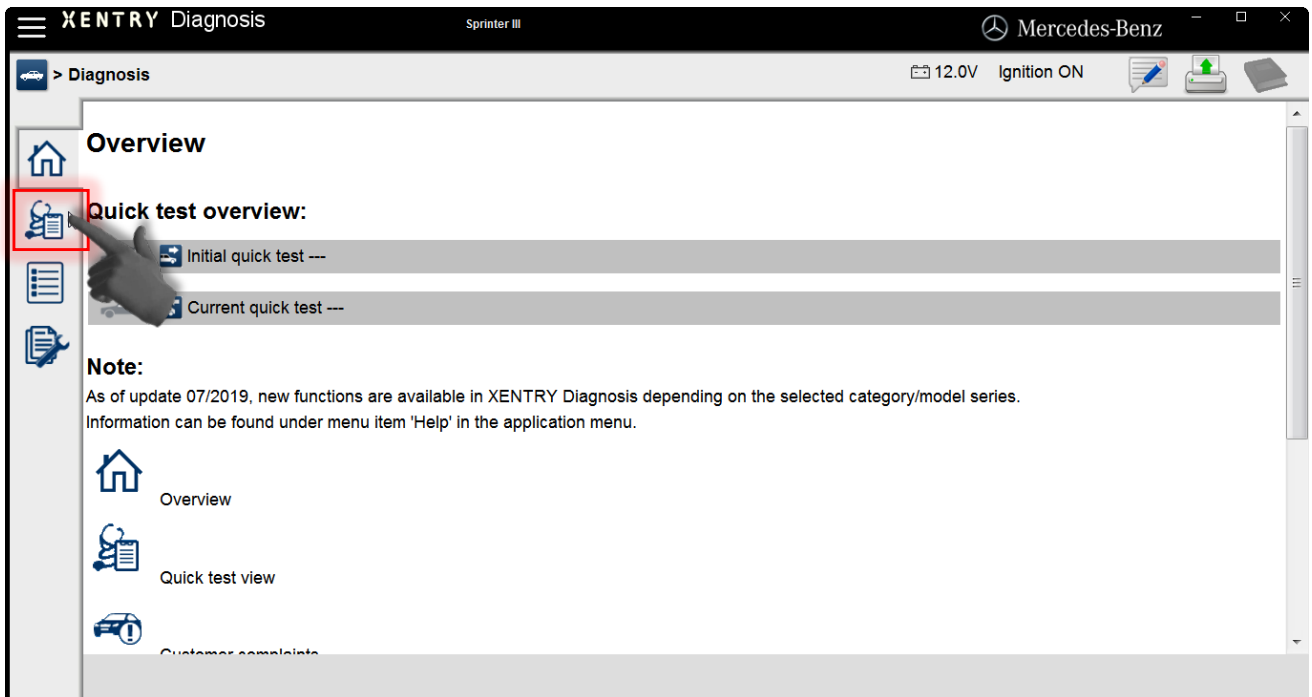 XENTRY Diagnosis
Sprinter III
Mercedes-Benz
> Diagnosis
12.0V
Ignition ON
Overview
Quick test overview:
Initial quick test ---
Current quick test ---
Note:
As of update 07/2019, new functions are available in XENTRY Diagnosis depending on the selected category/model series.
Information can be found under menu item 'Help' in the application menu.
Overview
Quick test view
Customer complaints